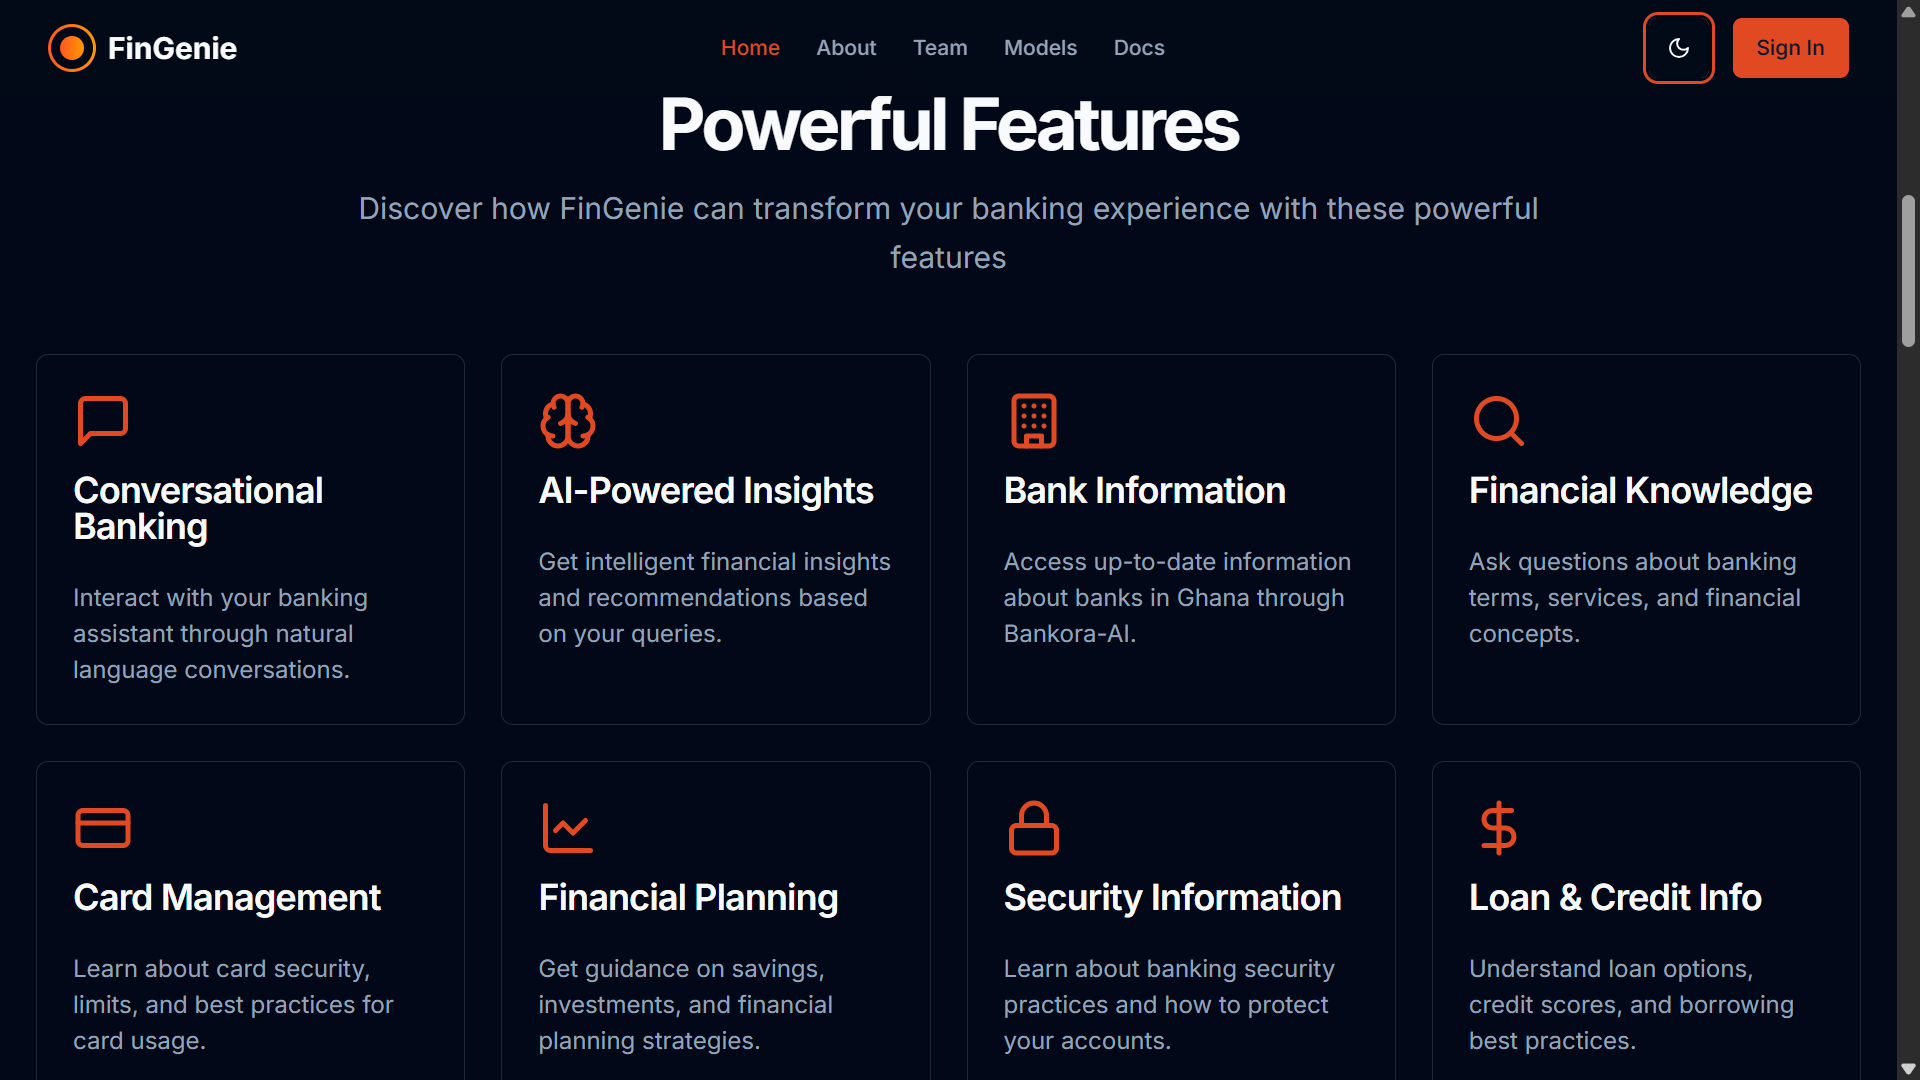 FinGenie
Home
About
Team
Models
Docs
Sign In
Powerful Features
Discover how FinGenie can transform your banking experience with these powerful
features
Conversational
Banking
Interact with your banking
assistant through natural
language conversations.
AI-Powered Insights
Get intelligent financial insights
and recommendations based
on your queries.
Bank Information
Access up-to-date information
about banks in Ghana through
Bankora-AI.
Financial Knowledge
Ask questions about banking
terms, services, and financial
concepts.
Card Management
Learn about card security,
limits, and best practices for
card usage.
Financial Planning
Get guidance on savings,
investments, and financial
planning strategies.
Security Information
Learn about banking security
practices and how to protect
your accounts.
Loan & Credit Info
Understand loan options,
credit scores, and borrowing
best practices.